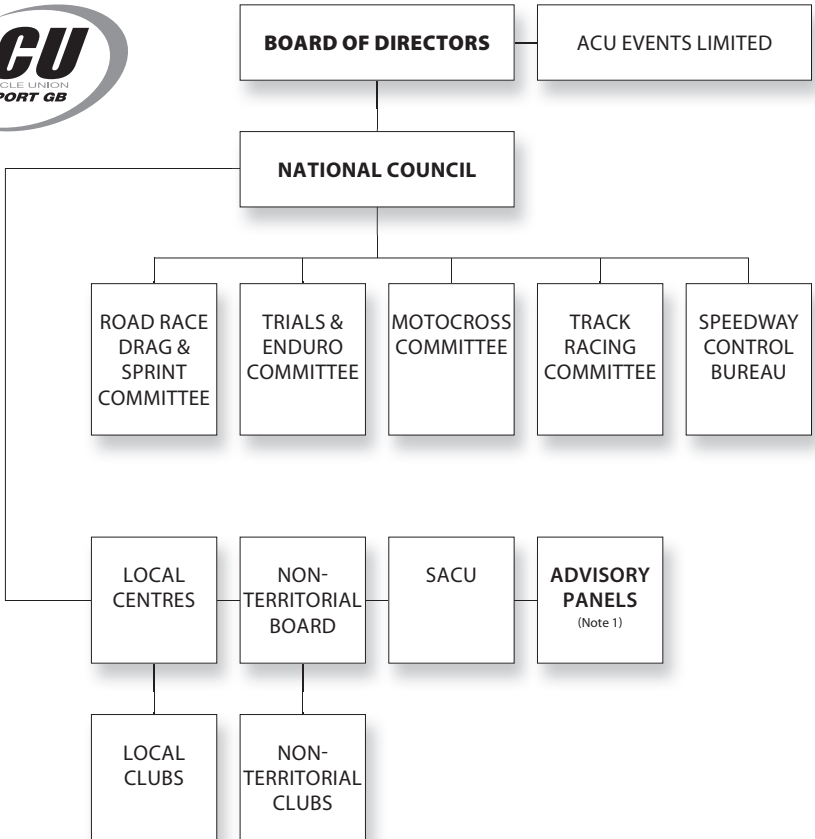 CU
CLE UNION
PORT GB
BOARD OF DIRECTORS
ACU EVENTS LIMITED
NATIONAL COUNCIL
ROAD RACE
DRAG &
SPRINT
COMMITTEE
TRIALS &
ENDURO
COMMITTEE
MOTOCROSS
COMMITTEE
TRACK
RACING
COMMITTEE
SPEEDWAY
CONTROL
BUREAU
LOCAL
CENTRES
NON-
TERRITORIAL
BOARD
SACU
ADVISORY
PANELS
(Note 1)
LOCAL
CLUBS
NON-
TERRITORIAL
CLUBS